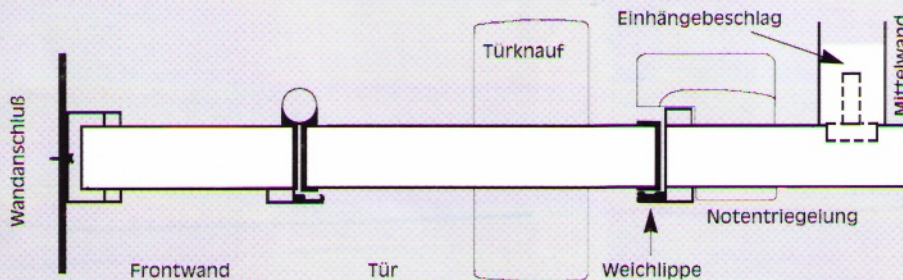 Einhängebeschlag
Türknauf
Mittelwand
Wandanschluß
Notentriegelung
Frontwand
Tür
Weichlippe